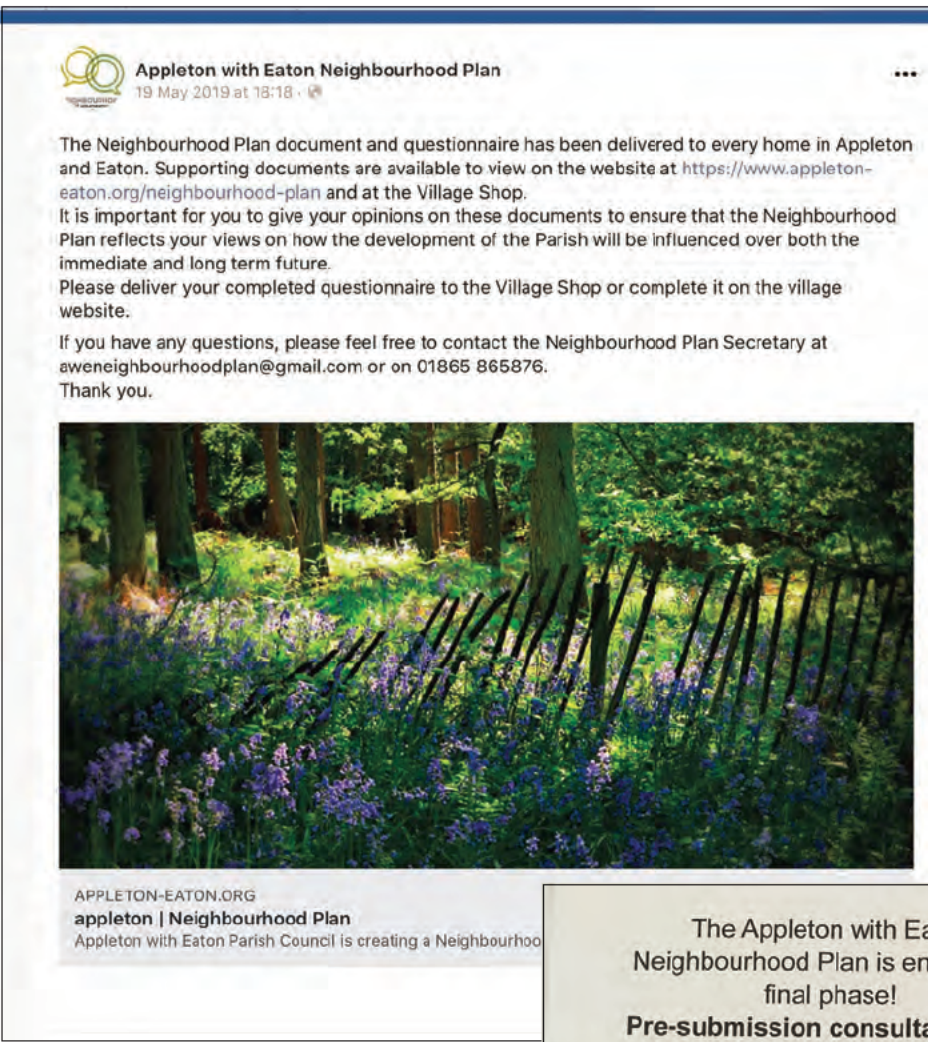 Appleton with Eaton Neighbourhood Plan
19 May 2019 at 18:18 ·
The Neighbourhood Plan document and questionnaire has been delivered to every home in Appleton
and Eaton. Supporting documents are available to view on the website at https://www.appleton-
eaton.org/neighbourhood-plan and at the Village Shop.
It is important for you to give your opinions on these documents to ensure that the Neighbourhood
Plan reflects your views on how the development of the Parish will be influenced over both the
immediate and long term future.
Please deliver your completed questionnaire to the Village Shop or complete it on the village
website.
If you have any questions, please feel free to contact the Neighbourhood Plan Secretary at
aweneighbourhoodplan@gmail.com or on 01865 865876.
Thank you.
APPLETON-EATON.ORG
appleton | Neighbourhood Plan
Appleton with Eaton Parish Council is creating a Neighbourhoo
The Appleton with Ea
Neighbourhood Plan is en
final phase!
Pre-submission consulta